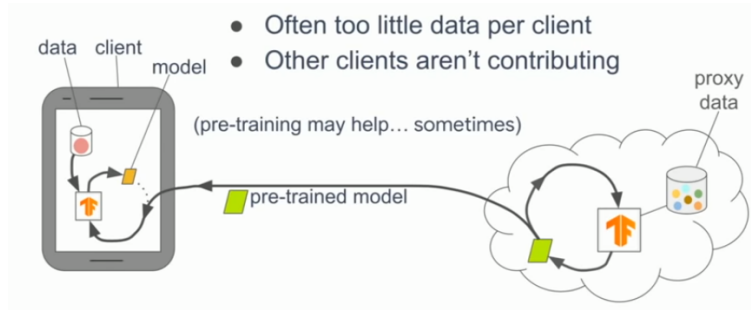 ● Often too little data per client
● Other clients aren't contributing
data
client
model
proxy
data
(pre-training may help... sometimes)
pre-trained model